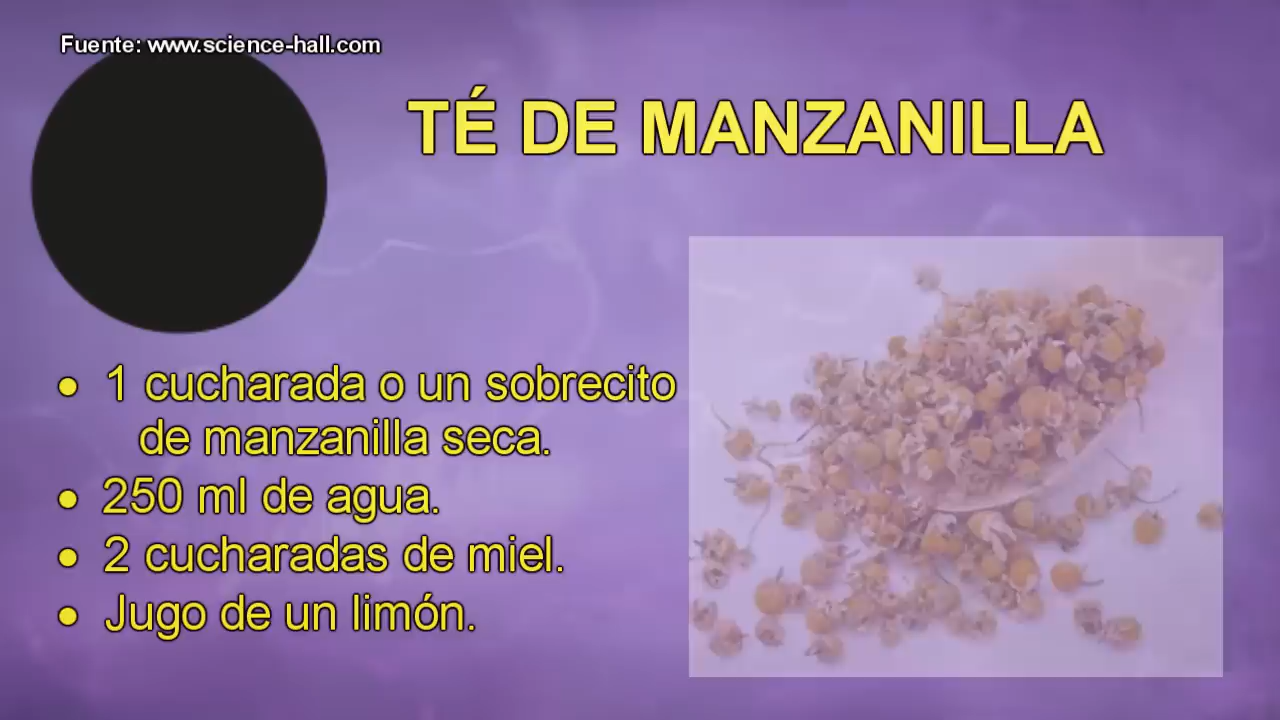 Fuente: www.science-hall.com
TÉ DE MANZANILLA
• 1 cucharada o un sobrecito
de manzanilla seca.
• 250 ml de agua.
• 2 cucharadas de miel.
• Jugo de un limón.